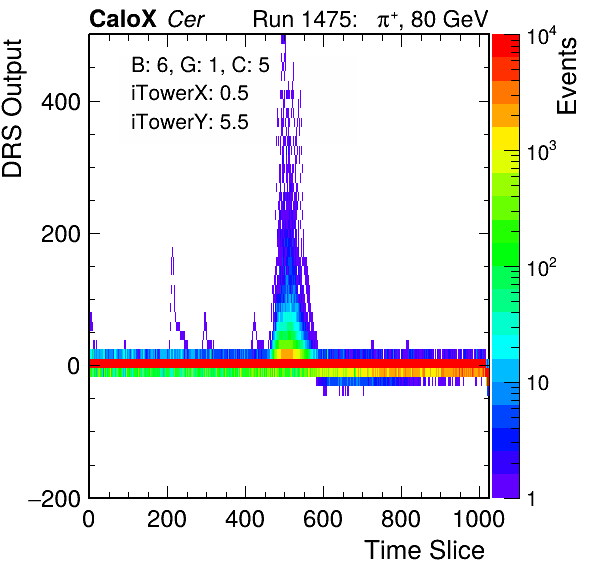 CaloX Cer Run 1475: π⁺, 80 GeV
B: 6, G: 1, C: 5
iTowerX: 0.5
iTowerY: 5.5
DRS Output
400
200
0
−200
0 200 400 600 800 1000
Time Slice
Events
10⁴
10³
10²
10
1